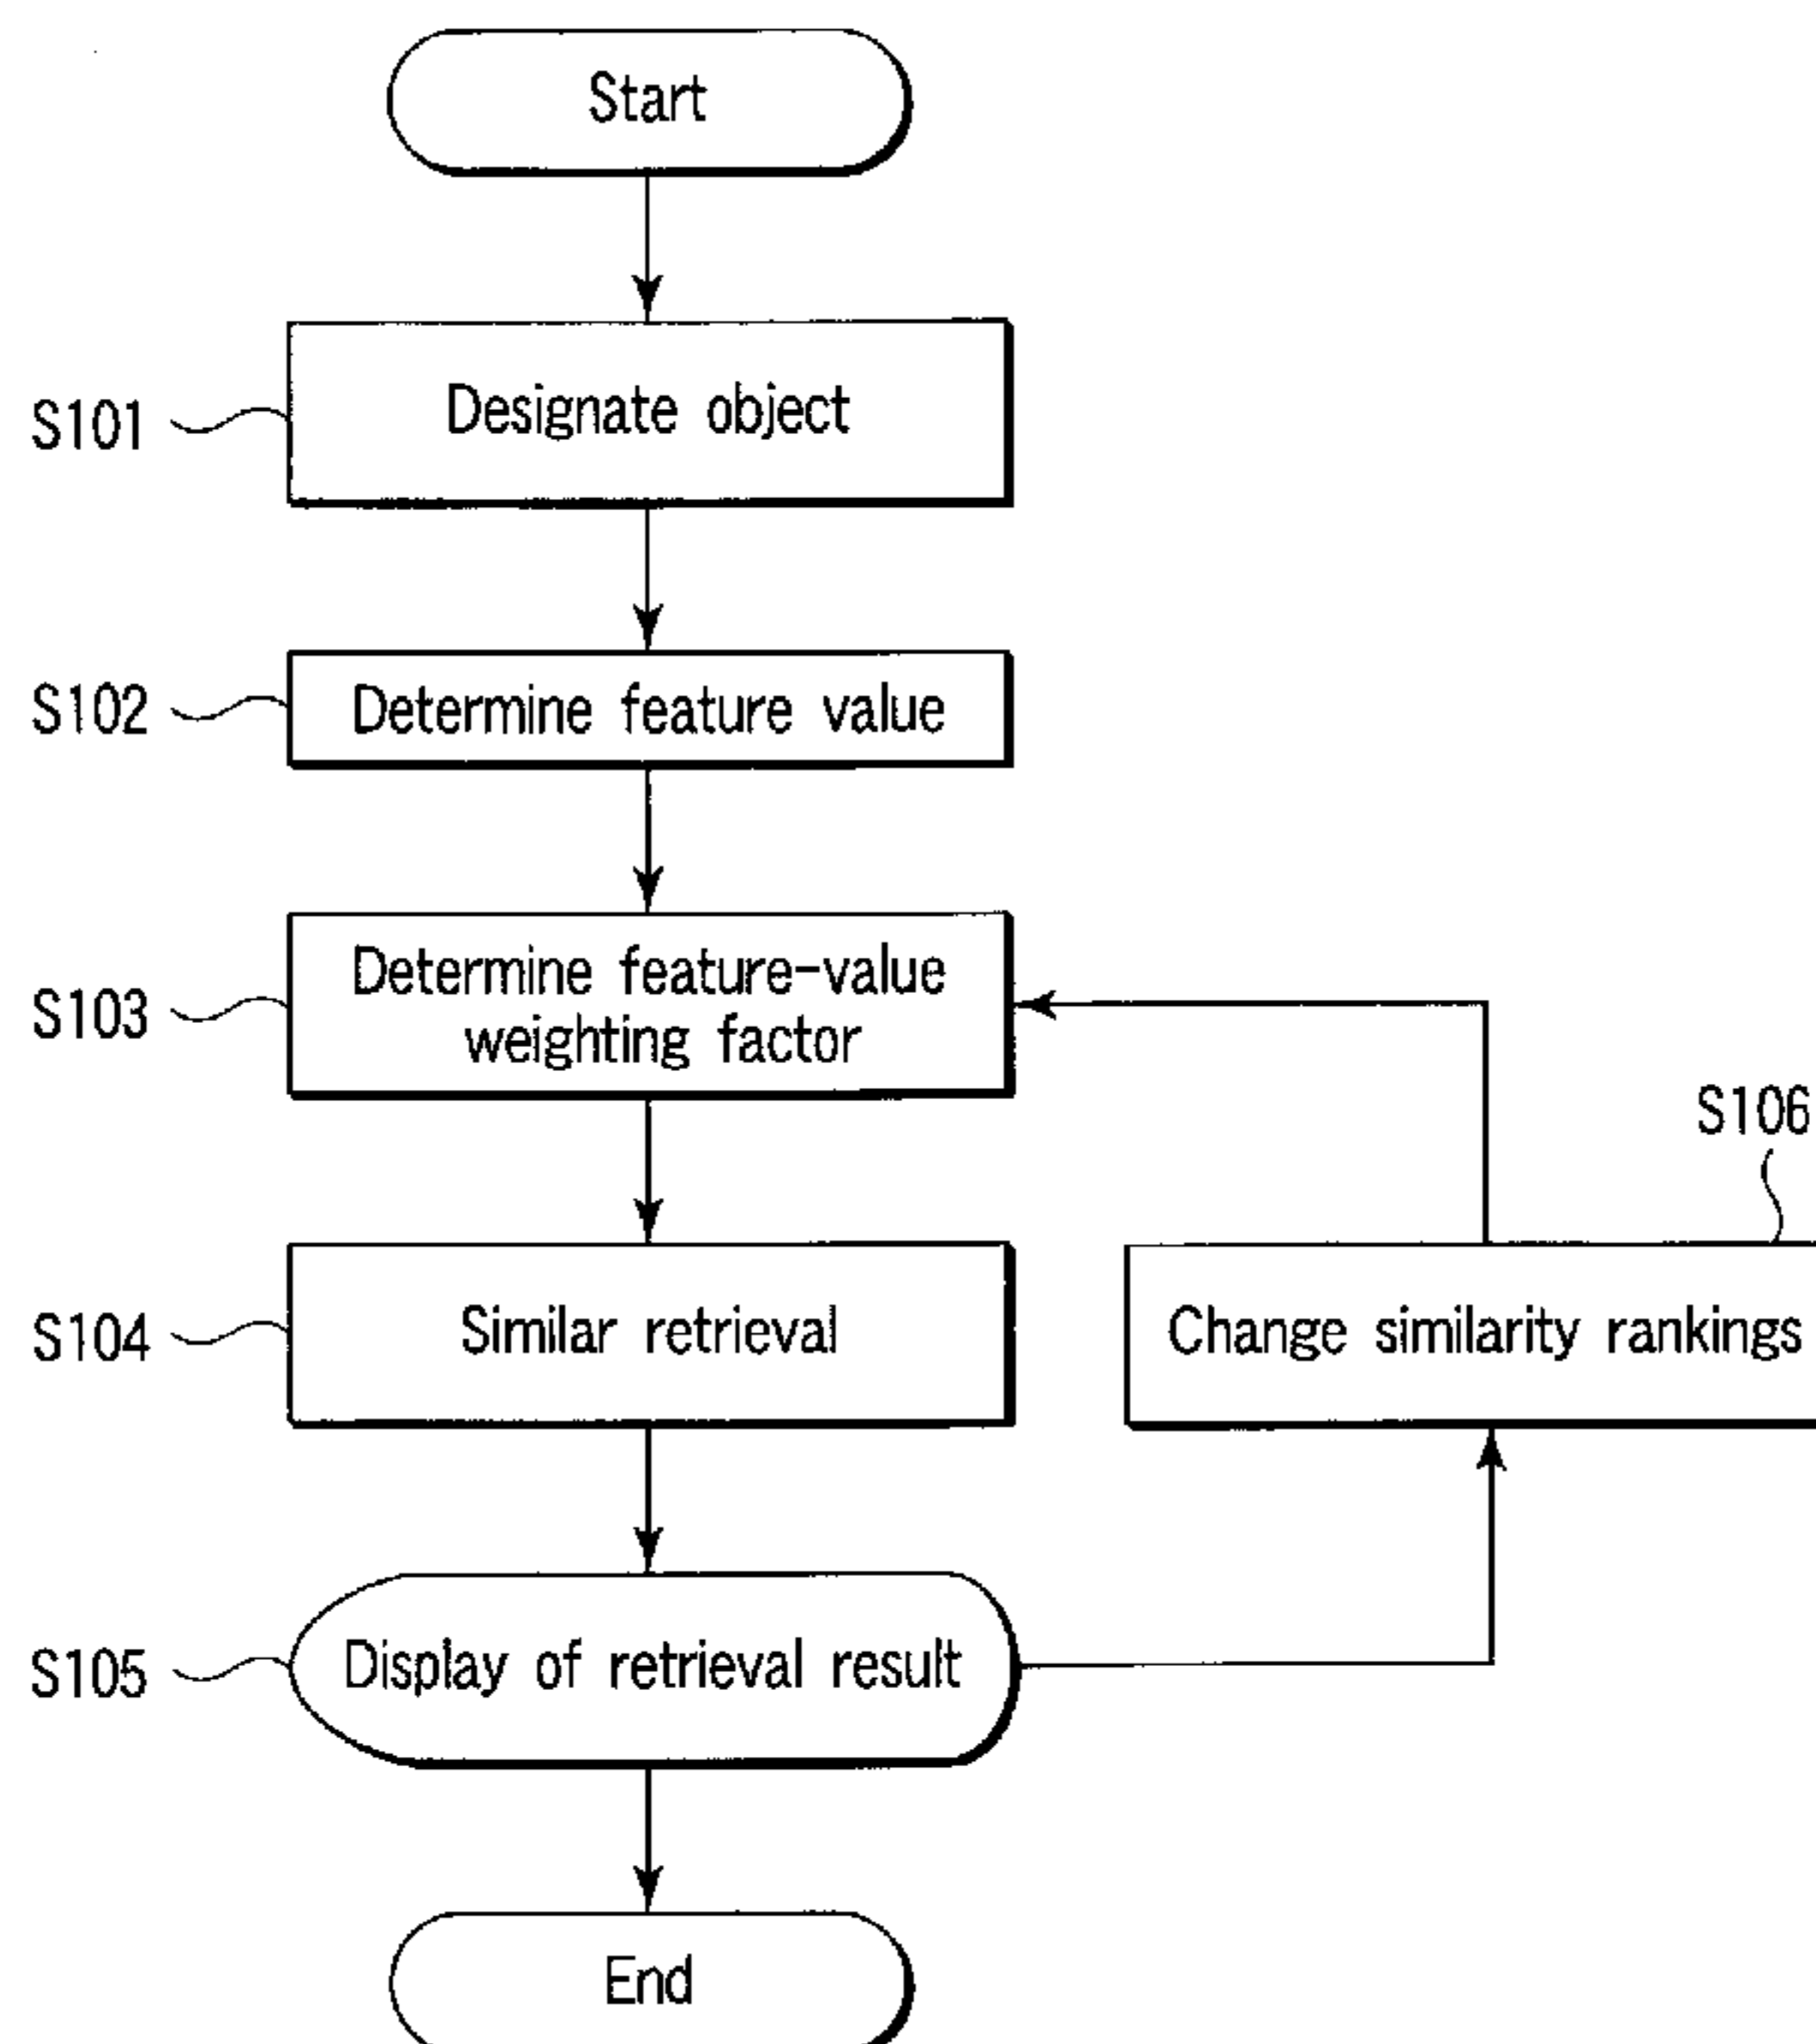 Start
S101
Designate object
S102
Determine feature value
S103
Determine feature-value
weighting factor
S106
S104
Similar retrieval
Change similarity rankings
S105
Display of retrieval result
End